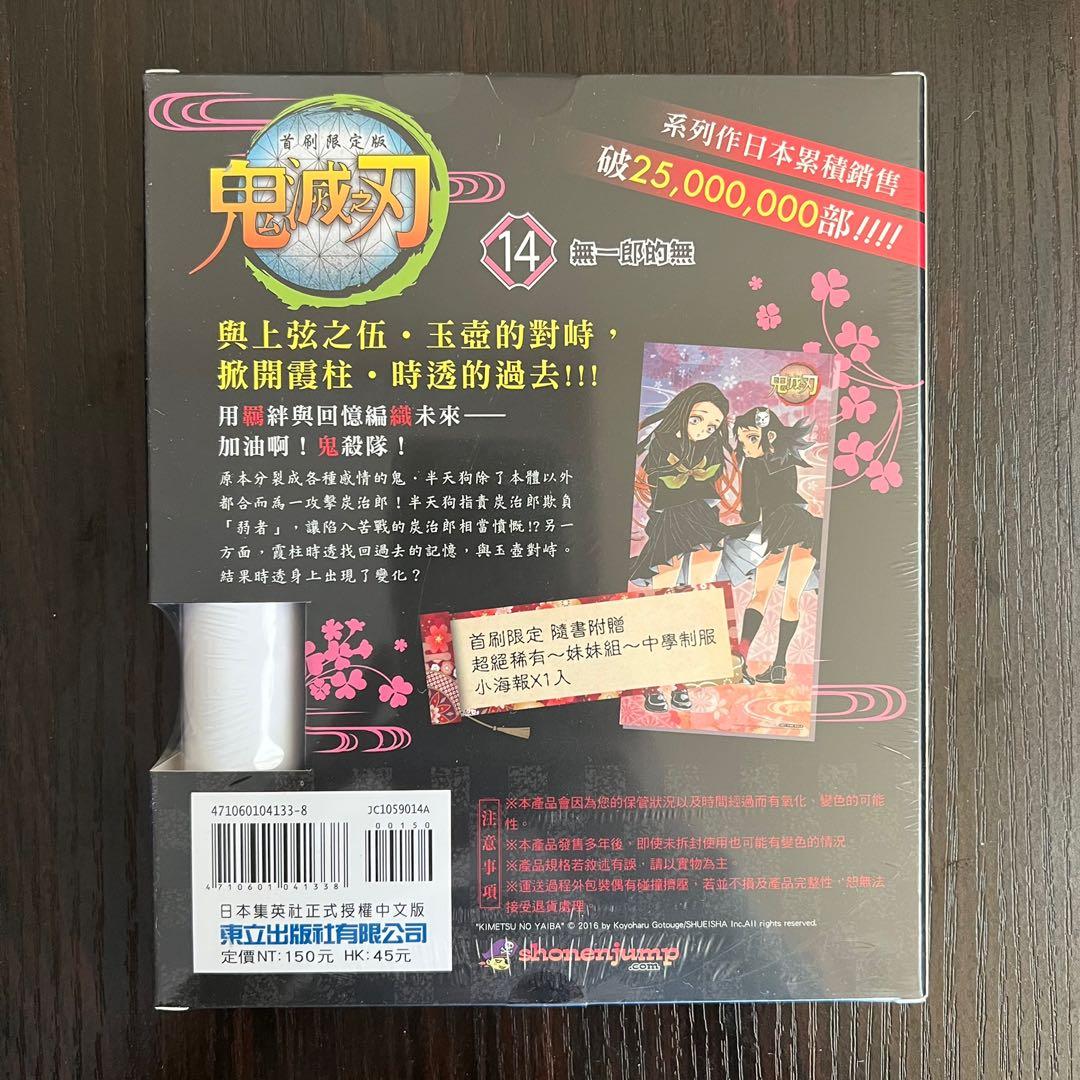 首刷限定版
鬼滅之刃
14 無一郎的無
系列作日本累積銷售
破25,000,000部!!!!
與上弦之伍・玉壺的對峙，
掀開霞柱・時透的過去!!!
用羈絆與回憶編織未來——
加油啊！鬼殺隊！
原本分裂成各種感情的鬼・半天狗除了本體以外
都合而為一攻擊炭治郎！半天狗指責炭治郎欺負
「弱者」，讓陷入苦戰的炭治郎相當憤慨!?另一
方面，霞柱時透找回過去的記憶，與玉壺對峙。
結果時透身上出現了變化？
鬼滅之刃
首刷限定 隨書附贈
超絕稀有～妹妹組～中學制服
小海報X1入
471060104133-8
JC1059014A
00150
4 710601 041338
日本集英社正式授權中文版
東立出版社有限公司
定價NT:150元 HK:45元
注意事項
※本產品會因為您的保管狀況以及時間經過而有氧化、變色的可能
性。
※本產品發售多年後，即使未拆封使用也可能有變色的情況。
※產品規格若敘述有誤，請以實物為主。
※運送過程外包裝偶有碰撞擠壓，若並不損及產品完整性，恕無法
接受退貨處理。
"KIMETSU NO YAIBA" © 2016 by Koyoharu Gotouge/SHUEISHA Inc.All rights reserved.
shonenjump
.com